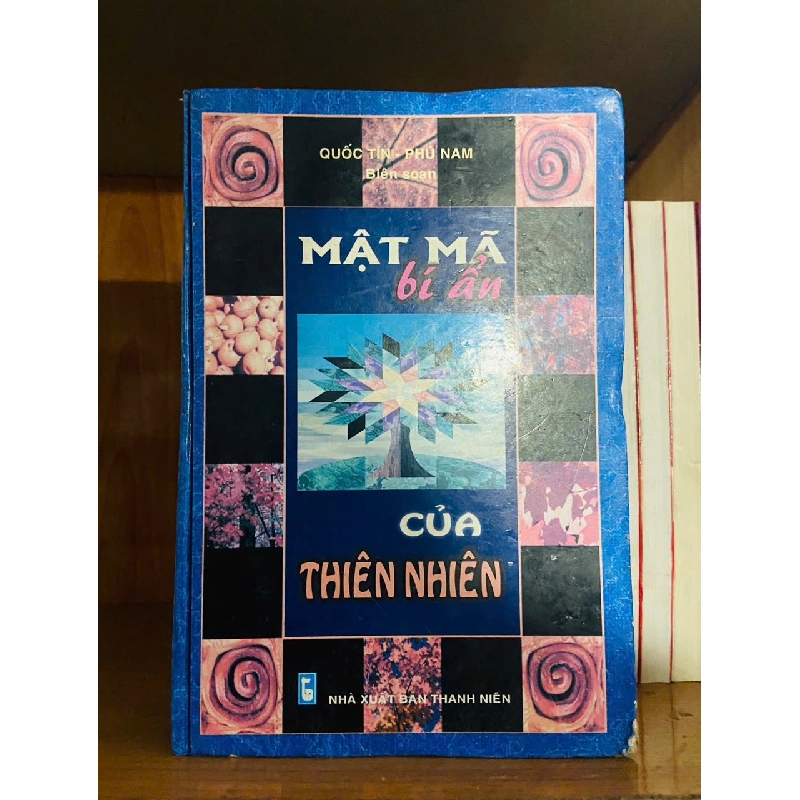 QUỐC TÍN - PHÚ NAM
Biên soạn
MẬT MÃ
bí ẩn
CỦA
THIÊN NHIÊN
NHÀ XUẤT BẢN THANH NIÊN